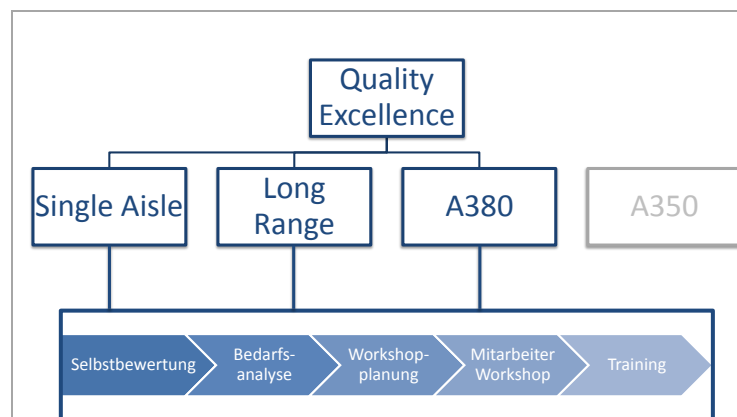 Quality
Excellence
Single Aisle
Long
Range
A380
A350
Selbstbewertung
Bedarfs-
analyse
Workshop-
planung
Mitarbeiter
Workshop
Training